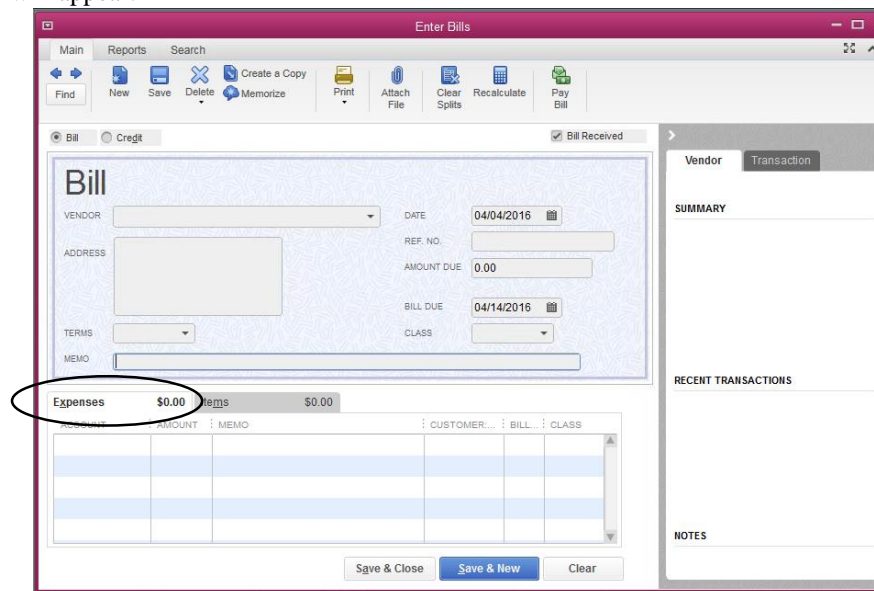 Enter Bills
Main Reports Search
Find New Save Delete Create a Copy
Memorize Print Attach File Clear Splits Recalculate Pay Bill
Bill Credit Bill Received
Vendor Transaction
Bill
VENDOR DATE 04/04/2016
SUMMARY
ADDRESS REF. NO.
AMOUNT DUE 0.00
BILL DUE 04/14/2016
TERMS CLASS
MEMO
RECENT TRANSACTIONS
Expenses $0.00 Items $0.00
ACCOUNT AMOUNT MEMO CUSTOMER:... BILL... CLASS
NOTES
Save & Close Save & New Clear